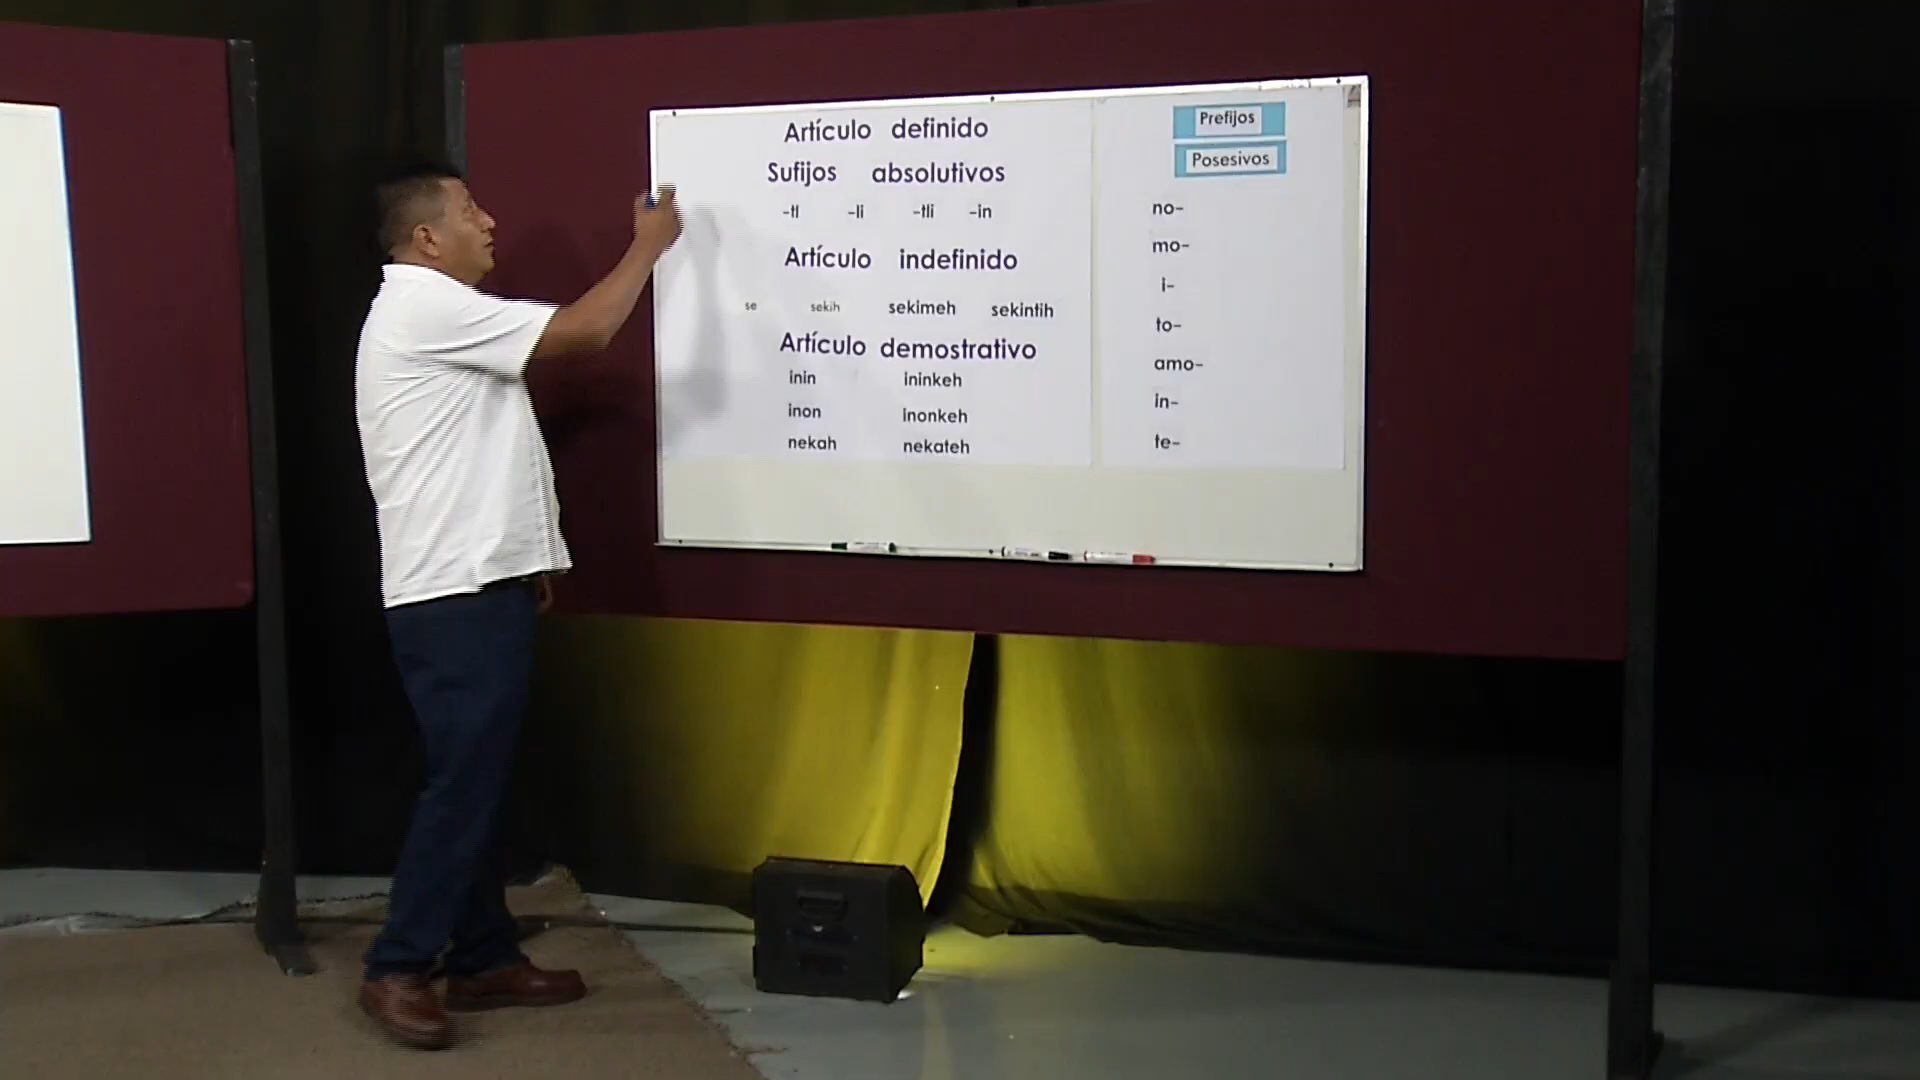 Artículo definido
Sufijos absolutivos
-tl -li -tli -in
Artículo indefinido
se sekih sekimeh sekintih
Artículo demostrativo
inin ininkeh
inon inonkeh
nekah nekateh
Prefijos
Posesivos
no-
mo-
i-
to-
amo-
in-
te-